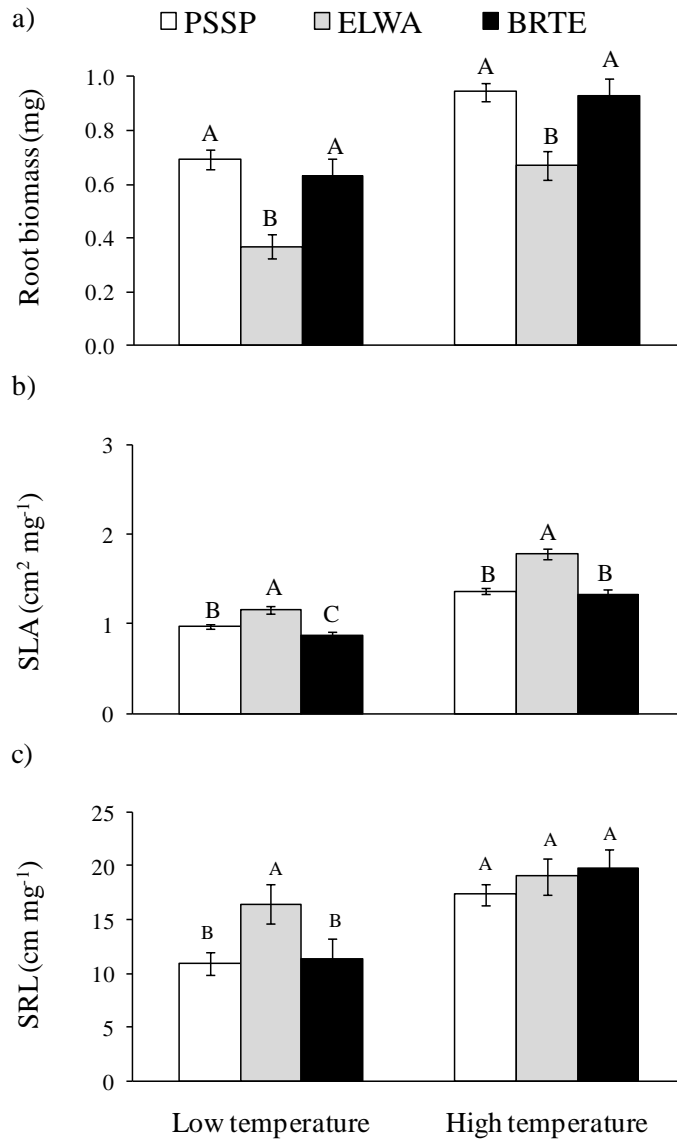 a) PSSP ELWA BRTE
Root biomass (mg)
1.0
0.8
0.6
0.4
0.2
0.0
A
B
A
A
B
A
b)
SLA (cm² mg⁻¹)
3
2
1
0
B
A
C
B
A
B
c)
SRL (cm mg⁻¹)
25
20
15
10
5
0
B
A
B
A
A
A
Low temperature High temperature